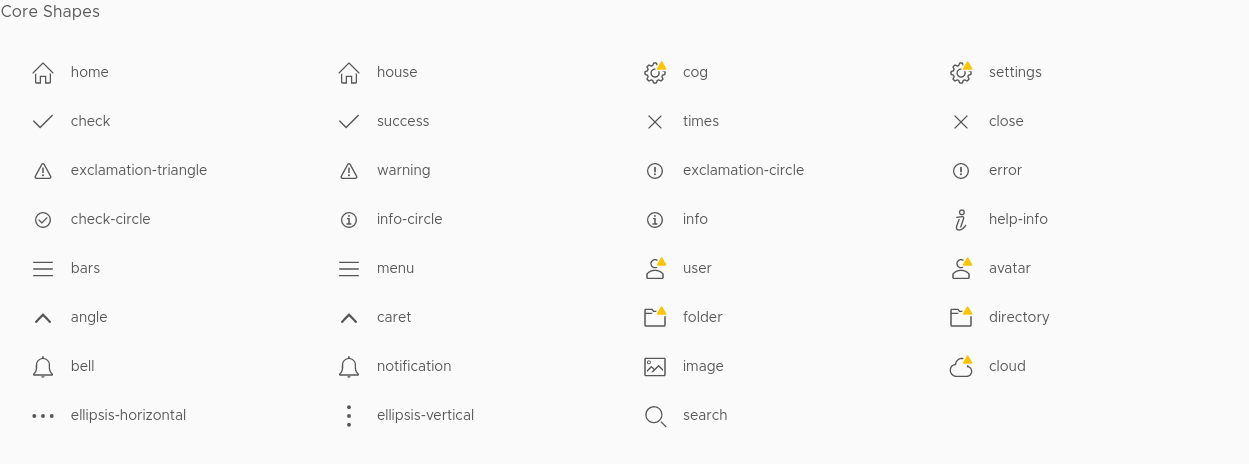 Core Shapes
home house cog settings
check success times close
exclamation-triangle warning exclamation-circle error
check-circle info-circle info help-info
bars menu user avatar
angle caret folder directory
bell notification image cloud
ellipsis-horizontal ellipsis-vertical search